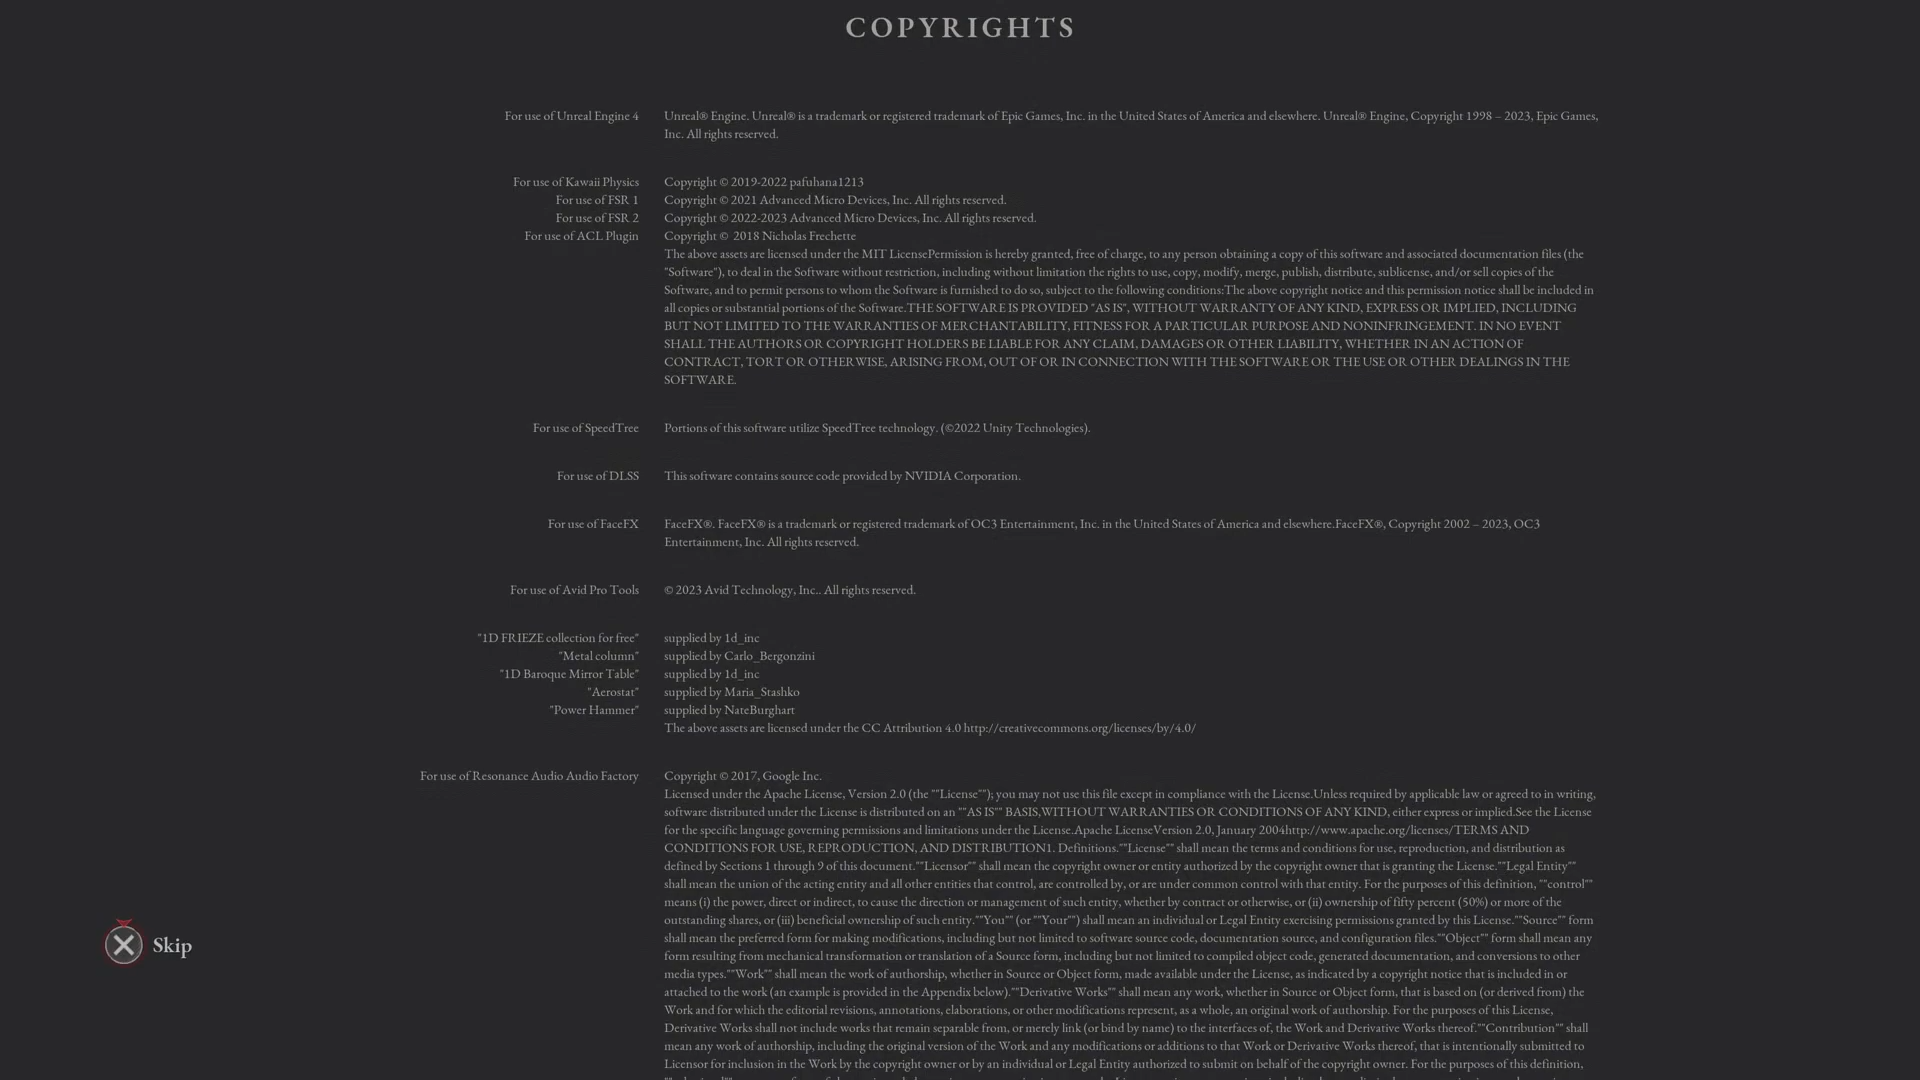 COPYRIGHTS
For use of Unreal Engine 4 Unreal® Engine. Unreal® is a trademark or registered trademark of Epic Games, Inc. in the United States of America and elsewhere. Unreal® Engine, Copyright 1998 – 2023, Epic Games,
Inc. All rights reserved.
For use of Kawaii Physics Copyright © 2019-2022 pafuhana1213
For use of FSR 1 Copyright © 2021 Advanced Micro Devices, Inc. All rights reserved.
For use of FSR 2 Copyright © 2022-2023 Advanced Micro Devices, Inc. All rights reserved.
For use of ACL Plugin Copyright © 2018 Nicholas Frechette
The above assets are licensed under the MIT LicensePermission is hereby granted, free of charge, to any person obtaining a copy of this software and associated documentation files (the
"Software"), to deal in the Software without restriction, including without limitation the rights to use, copy, modify, merge, publish, distribute, sublicense, and/or sell copies of the
Software, and to permit persons to whom the Software is furnished to do so, subject to the following conditions:The above copyright notice and this permission notice shall be included in
all copies or substantial portions of the Software.THE SOFTWARE IS PROVIDED "AS IS", WITHOUT WARRANTY OF ANY KIND, EXPRESS OR IMPLIED, INCLUDING
BUT NOT LIMITED TO THE WARRANTIES OF MERCHANTABILITY, FITNESS FOR A PARTICULAR PURPOSE AND NONINFRINGEMENT. IN NO EVENT
SHALL THE AUTHORS OR COPYRIGHT HOLDERS BE LIABLE FOR ANY CLAIM, DAMAGES OR OTHER LIABILITY, WHETHER IN AN ACTION OF
CONTRACT, TORT OR OTHERWISE, ARISING FROM, OUT OF OR IN CONNECTION WITH THE SOFTWARE OR THE USE OR OTHER DEALINGS IN THE
SOFTWARE.
For use of SpeedTree Portions of this software utilize SpeedTree technology. (©2022 Unity Technologies).
For use of DLSS This software contains source code provided by NVIDIA Corporation.
For use of FaceFX FaceFX®. FaceFX® is a trademark or registered trademark of OC3 Entertainment, Inc. in the United States of America and elsewhere.FaceFX®, Copyright 2002 – 2023, OC3
Entertainment, Inc. All rights reserved.
For use of Avid Pro Tools © 2023 Avid Technology, Inc.. All rights reserved.
"1D FRIEZE collection for free" supplied by 1d_inc
"Metal column" supplied by Carlo_Bergonzini
"1D Baroque Mirror Table" supplied by 1d_inc
"Aerostat" supplied by Maria_Stashko
"Power Hammer" supplied by NateBurghart
The above assets are licensed under the CC Attribution 4.0 http://creativecommons.org/licenses/by/4.0/
For use of Resonance Audio Audio Factory Copyright © 2017, Google Inc.
Licensed under the Apache License, Version 2.0 (the ""License""); you may not use this file except in compliance with the License.Unless required by applicable law or agreed to in writing,
software distributed under the License is distributed on an ""AS IS"" BASIS,WITHOUT WARRANTIES OR CONDITIONS OF ANY KIND, either express or implied.See the License
for the specific language governing permissions and limitations under the License.Apache LicenseVersion 2.0, January 2004http://www.apache.org/licenses/TERMS AND
CONDITIONS FOR USE, REPRODUCTION, AND DISTRIBUTION1. Definitions.""License"" shall mean the terms and conditions for use, reproduction, and distribution as
defined by Sections 1 through 9 of this document.""Licensor"" shall mean the copyright owner or entity authorized by the copyright owner that is granting the License.""Legal Entity""
shall mean the union of the acting entity and all other entities that control, are controlled by, or are under common control with that entity. For the purposes of this definition, ""control""
means (i) the power, direct or indirect, to cause the direction or management of such entity, whether by contract or otherwise, or (ii) ownership of fifty percent (50%) or more of the
outstanding shares, or (iii) beneficial ownership of such entity.""You"" (or ""Your"") shall mean an individual or Legal Entity exercising permissions granted by this License.""Source"" form
shall mean the preferred form for making modifications, including but not limited to software source code, documentation source, and configuration files.""Object"" form shall mean any
Skip
form resulting from mechanical transformation or translation of a Source form, including but not limited to compiled object code, generated documentation, and conversions to other
media types.""Work"" shall mean the work of authorship, whether in Source or Object form, made available under the License, as indicated by a copyright notice that is included in or
attached to the work (an example is provided in the Appendix below).""Derivative Works"" shall mean any work, whether in Source or Object form, that is based on (or derived from) the
Work and for which the editorial revisions, annotations, elaborations, or other modifications represent, as a whole, an original work of authorship. For the purposes of this License,
Derivative Works shall not include works that remain separable from, or merely link (or bind by name) to the interfaces of, the Work and Derivative Works thereof.""Contribution"" shall
mean any work of authorship, including the original version of the Work and any modifications or additions to that Work or Derivative Works thereof, that is intentionally submitted to
Licensor for inclusion in the Work by the copyright owner or by an individual or Legal Entity authorized to submit on behalf of the copyright owner. For the purposes of this definition,